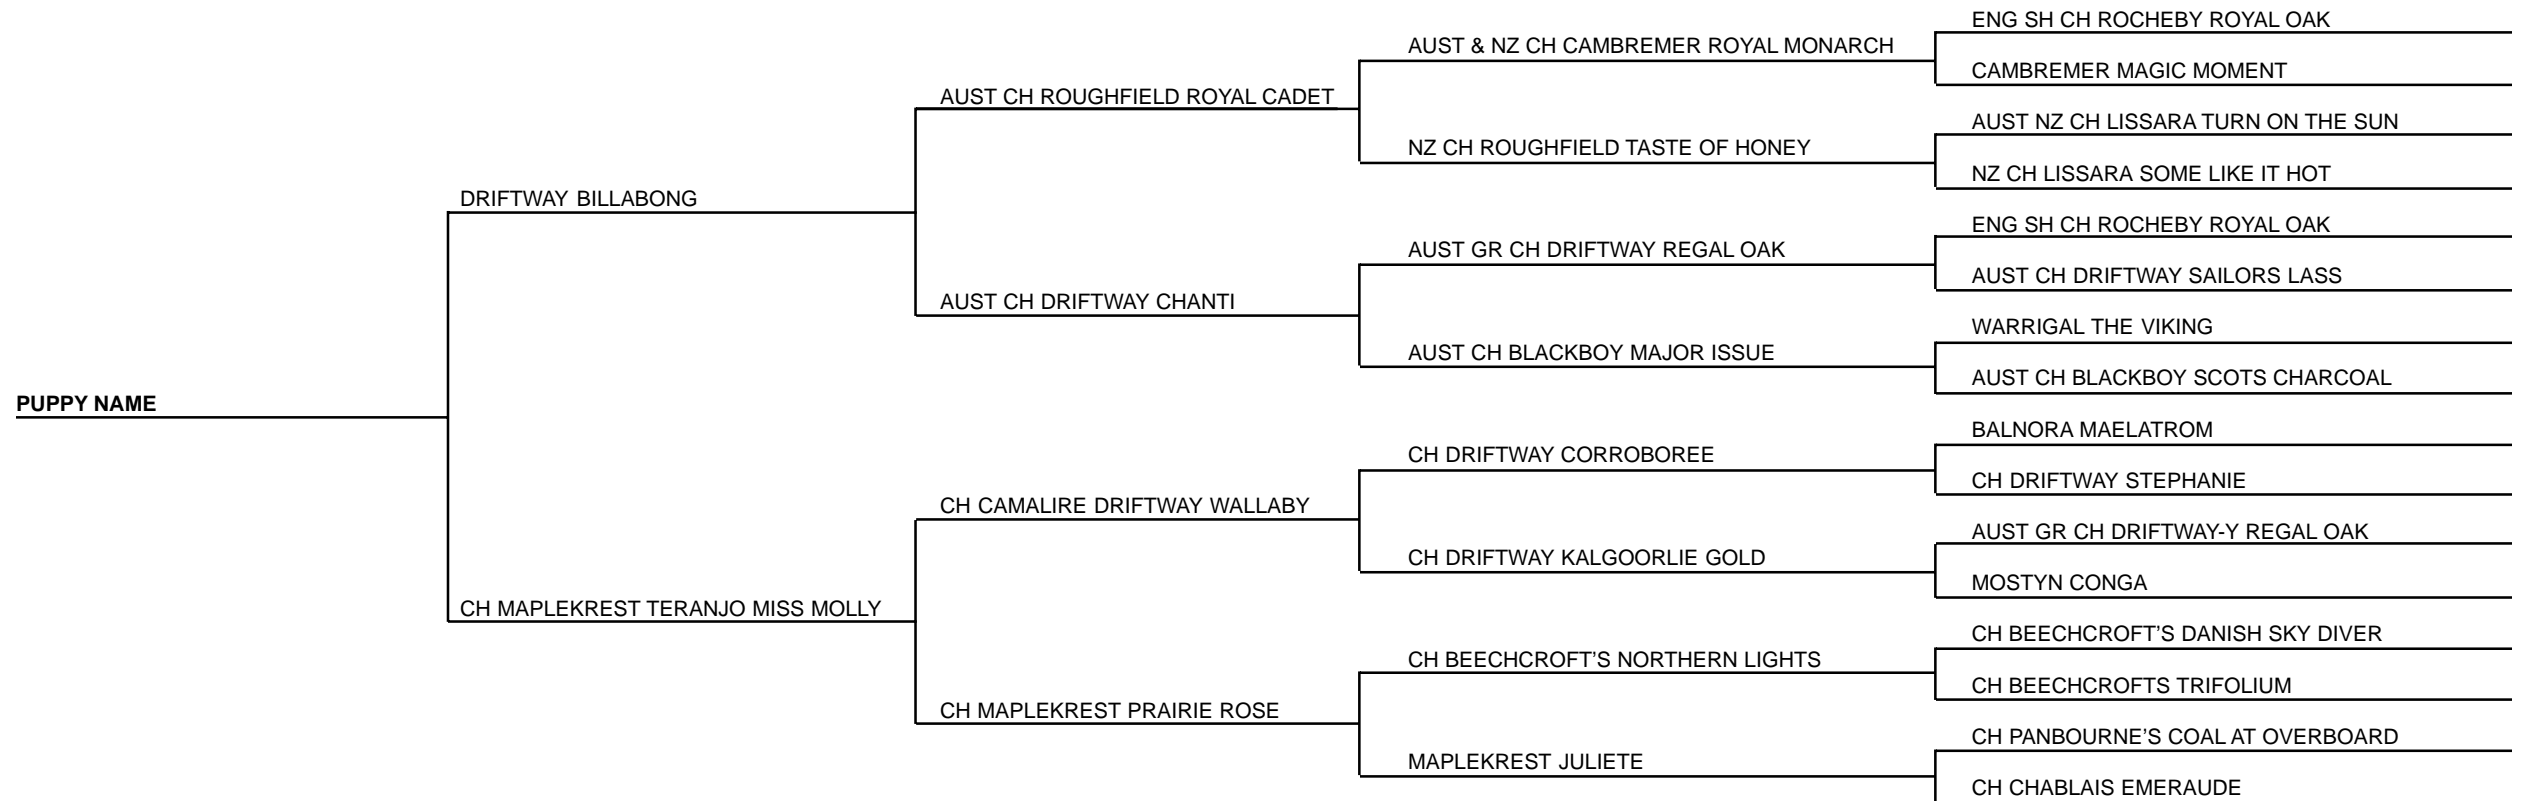 ENG SH CH ROCHEBY ROYAL OAK
AUST & NZ CH CAMBREMER ROYAL MONARCH
CAMBREMER MAGIC MOMENT
AUST CH ROUGHFIELD ROYAL CADET
AUST NZ CH LISSARA TURN ON THE SUN
NZ CH ROUGHFIELD TASTE OF HONEY
NZ CH LISSARA SOME LIKE IT HOT
DRIFTWAY BILLABONG
ENG SH CH ROCHEBY ROYAL OAK
AUST GR CH DRIFTWAY REGAL OAK
AUST CH DRIFTWAY SAILORS LASS
AUST CH DRIFTWAY CHANTI
WARRIGAL THE VIKING
AUST CH BLACKBOY MAJOR ISSUE
AUST CH BLACKBOY SCOTS CHARCOAL
PUPPY NAME
BALNORA MAELATROM
CH DRIFTWAY CORROBOREE
CH DRIFTWAY STEPHANIE
CH CAMALIRE DRIFTWAY WALLABY
AUST GR CH DRIFTWAY-Y REGAL OAK
CH DRIFTWAY KALGOORLIE GOLD
MOSTYN CONGA
CH MAPLEKREST TERANJO MISS MOLLY
CH BEECHCROFT'S DANISH SKY DIVER
CH BEECHCROFT'S NORTHERN LIGHTS
CH BEECHCROFTS TRIFOLIUM
CH MAPLEKREST PRAIRIE ROSE
CH PANBOURNE'S COAL AT OVERBOARD
MAPLEKREST JULIETE
CH CHABLAIS EMERAUDE